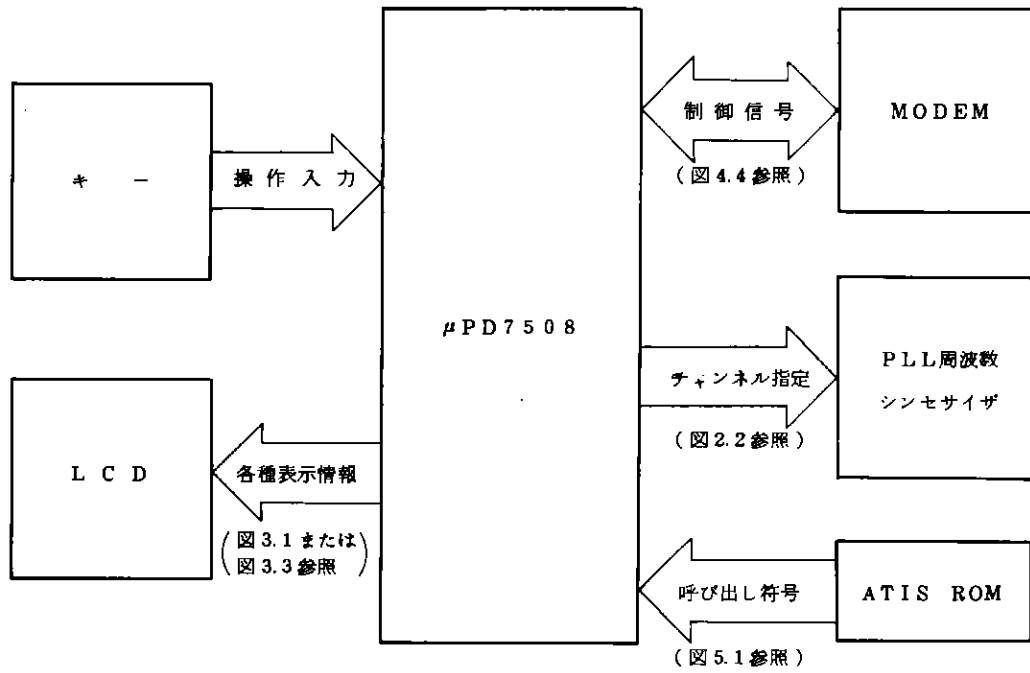 キー
操作入力
LCD
各種表示情報
(図3.1または
図3.3参照)
μPD7508
制御信号
(図4.4参照)
MODEM
チャンネル指定
(図2.2参照)
PLL周波数
シンセサイザ
呼び出し符号
(図5.1参照)
ATIS ROM